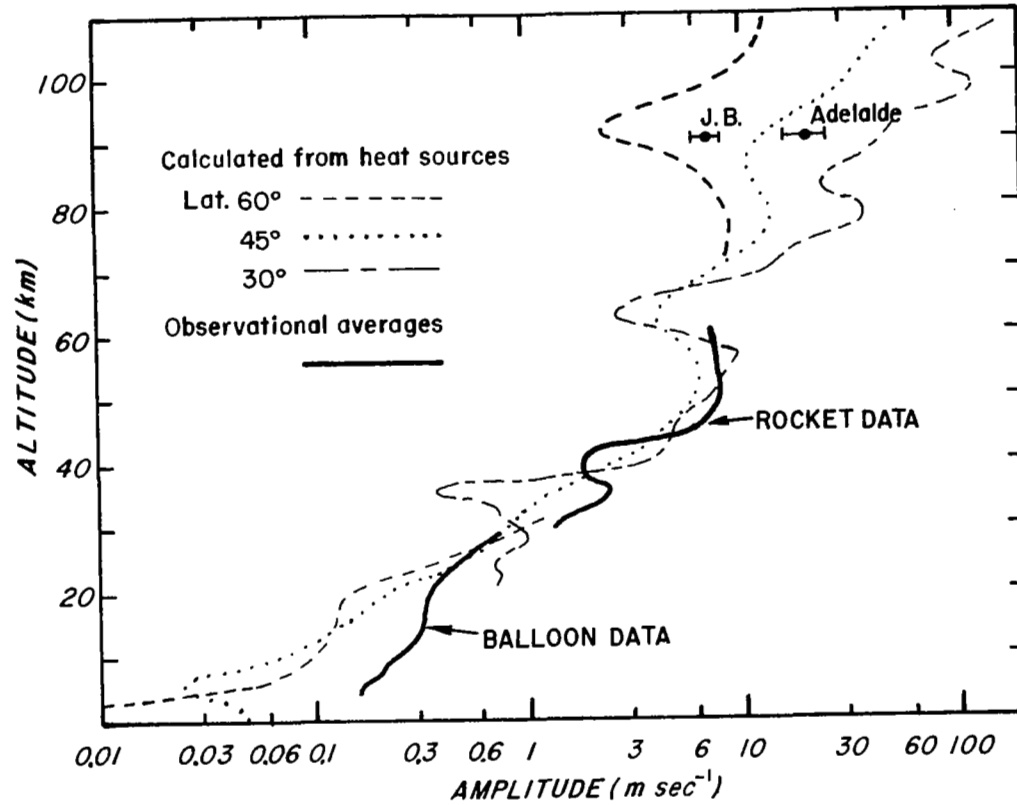 100
80
60
40
20
ALTITUDE (km)
J.B.
Adelaide
Calculated from heat sources
Lat. 60°
45°
30°
Observational averages
ROCKET DATA
BALLOON DATA
0.01 0.03 0.06 0.1 0.3 0.6 1 3 6 10 30 60 100
AMPLITUDE (m sec⁻¹)